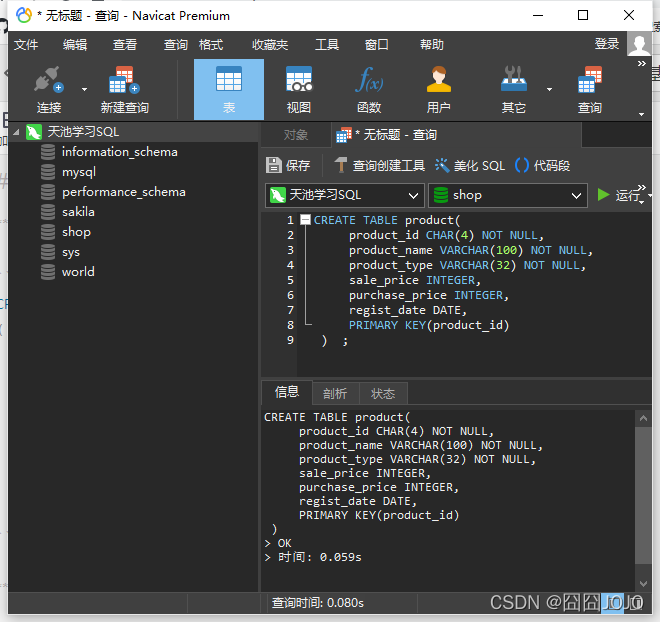 * 无标题 - 查询 - Navicat Premium
文件 编辑 查看 查询 格式 收藏夹 工具 窗口 帮助 登录
连接 新建查询 表 视图 函数 用户 其它 查询
天池学习SQL
information_schema
mysql
performance_schema
sakila
shop
sys
world
对象 * 无标题 - 查询
保存 查询创建工具 美化 SQL () 代码段
天池学习SQL shop 运行
1 CREATE TABLE product(
2 product_id CHAR(4) NOT NULL,
3 product_name VARCHAR(100) NOT NULL,
4 product_type VARCHAR(32) NOT NULL,
5 sale_price INTEGER,
6 purchase_price INTEGER,
7 regist_date DATE,
8 PRIMARY KEY(product_id)
9 ) ;
信息 剖析 状态
CREATE TABLE product(
product_id CHAR(4) NOT NULL,
product_name VARCHAR(100) NOT NULL,
product_type VARCHAR(32) NOT NULL,
sale_price INTEGER,
purchase_price INTEGER,
regist_date DATE,
PRIMARY KEY(product_id)
)
> OK
> 时间: 0.059s
查询时间: 0.080s
CSDN @囧囧JOJO